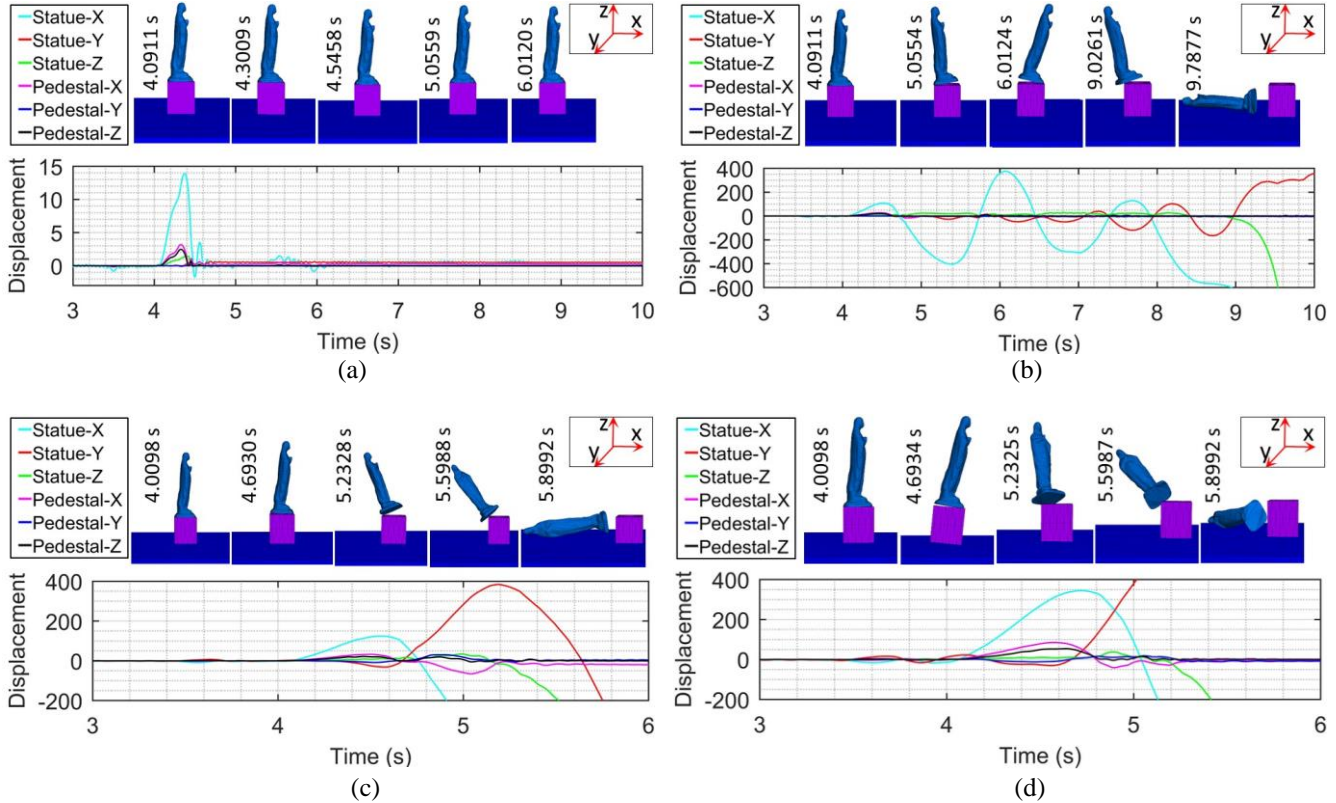 Statue-X
Statue-Y
Statue-Z
Pedestal-X
Pedestal-Y
Pedestal-Z
4.0911 s
4.3009 s
4.5458 s
5.0559 s
6.0120 s
z
x
y
Displacement
15
10
5
0
3 4 5 6 7 8 9 10
Time (s)
(a)
Statue-X
Statue-Y
Statue-Z
Pedestal-X
Pedestal-Y
Pedestal-Z
4.0911 s
5.0554 s
6.0124 s
9.0261 s
9.7877 s
z
x
y
Displacement
400
200
0
-200
-400
-600
3 4 5 6 7 8 9 10
Time (s)
(b)
Statue-X
Statue-Y
Statue-Z
Pedestal-X
Pedestal-Y
Pedestal-Z
4.0098 s
4.6930 s
5.2328 s
5.5988 s
5.8992 s
z
x
y
Displacement
400
200
0
-200
3 4 5 6
Time (s)
(c)
Statue-X
Statue-Y
Statue-Z
Pedestal-X
Pedestal-Y
Pedestal-Z
4.0098 s
4.6934 s
5.2325 s
5.5987 s
5.8992 s
z
x
y
Displacement
400
200
0
-200
3 4 5 6
Time (s)
(d)